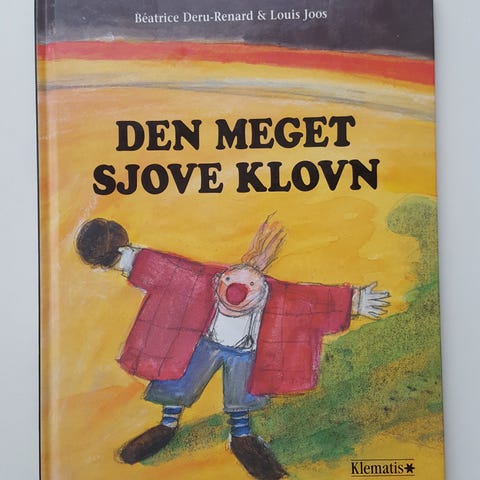 Béatrice Deru-Renard & Louis Joos
DEN MEGET
SJOVE KLOVN
Klematis